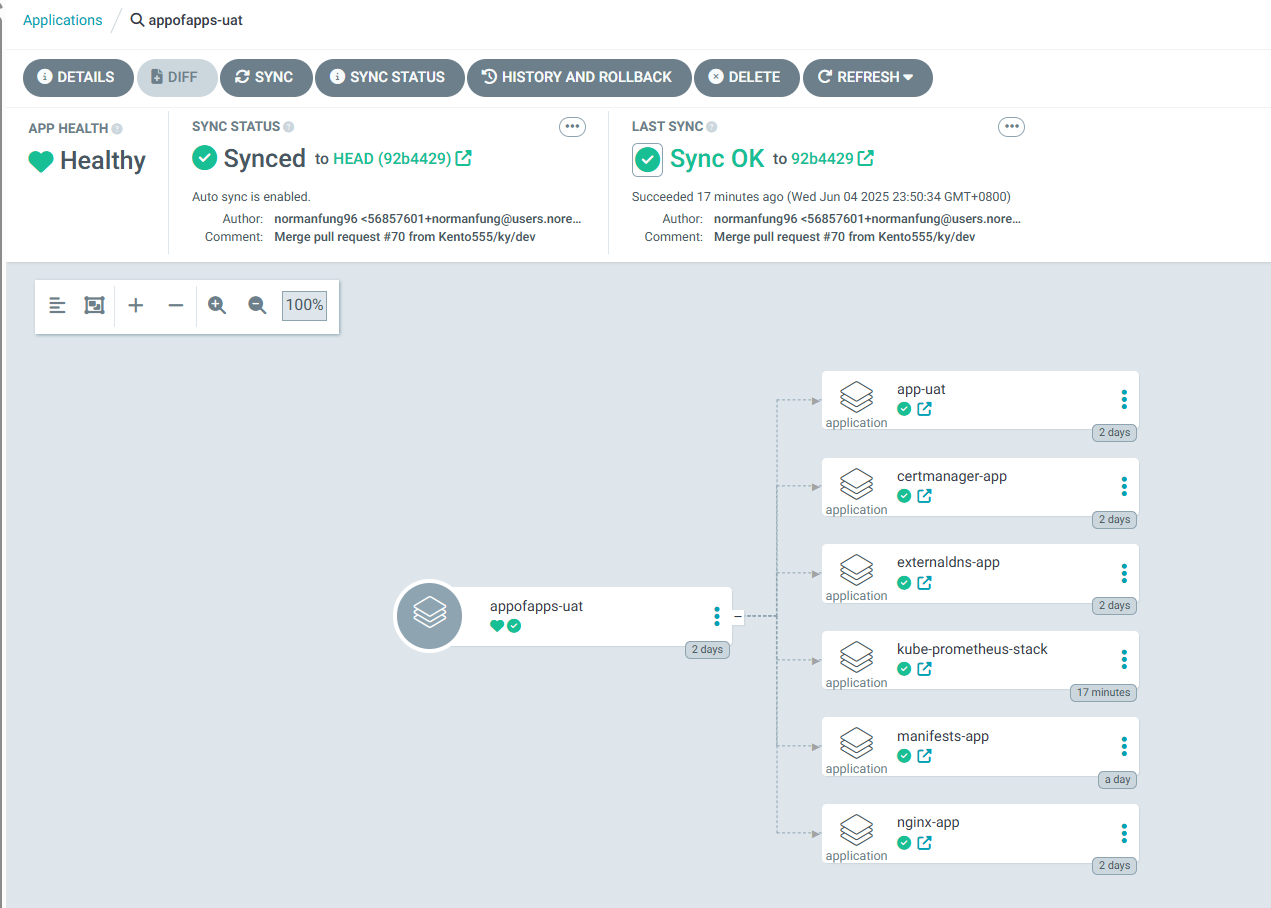 Applications / appofapps-uat
DETAILS DIFF SYNC SYNC STATUS HISTORY AND ROLLBACK DELETE REFRESH
APP HEALTH
Healthy
SYNC STATUS
Synced to HEAD (92b4429)
Auto sync is enabled.
Author: normanfung96 <56857601+normanfung@users.nore...
Comment: Merge pull request #70 from Kento555/ky/dev
LAST SYNC
Sync OK to 92b4429
Succeeded 17 minutes ago (Wed Jun 04 2025 23:50:34 GMT+0800)
Author: normanfung96 <56857601+normanfung@users.nore...
Comment: Merge pull request #70 from Kento555/ky/dev
100%
appofapps-uat
2 days
app-uat
application
2 days
certmanager-app
application
2 days
externaldns-app
application
2 days
kube-prometheus-stack
application
17 minutes
manifests-app
application
a day
nginx-app
application
2 days